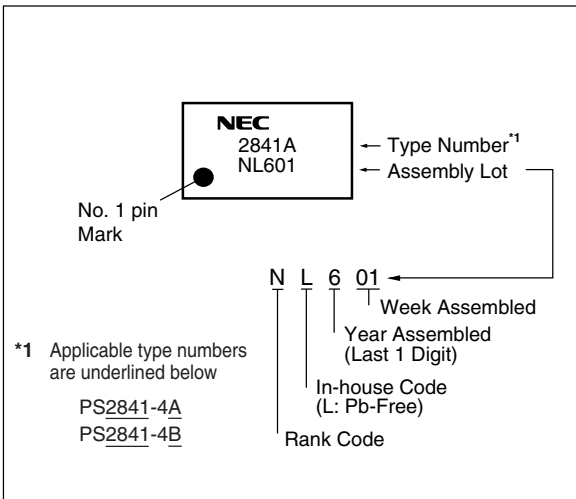 NEC
2841A
NL601
Type Number*1
Assembly Lot
No. 1 pin
Mark
N L 6 01
Week Assembled
Year Assembled
(Last 1 Digit)
In-house Code
(L: Pb-Free)
Rank Code
*1 Applicable type numbers
are underlined below
PS2841-4A
PS2841-4B